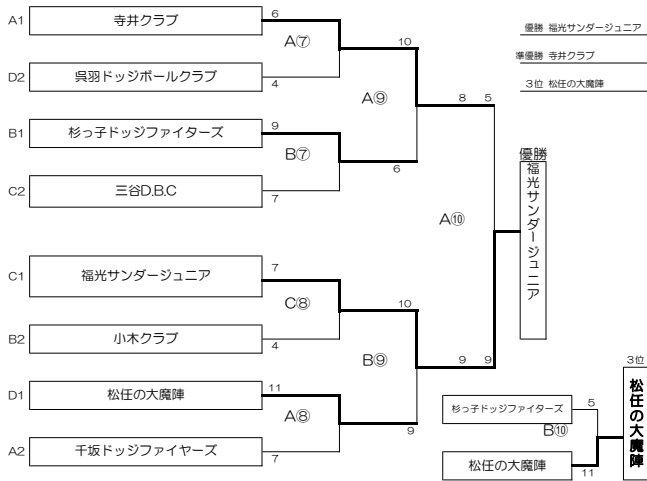 A1 寺井クラブ 6
A⑦
D2 呉羽ドッジボールクラブ 4
10
A⑨
B1 杉っ子ドッジファイターズ 9
B⑦
C2 三谷D.B.C 7
6
8 5
A⑩
C1 福光サンダージュニア 7
C⑧
B2 小木クラブ 4
10
B⑨
D1 松任の大魔陣 11
A⑧
A2 千坂ドッジファイヤーズ 7
9
9 9
優勝 福光サンダージュニア
準優勝 寺井クラブ
3位 松任の大魔陣
優勝
福光サンダージュニア
杉っ子ドッジファイターズ 5
B⑩
松任の大魔陣 11
3位
松任の大魔陣